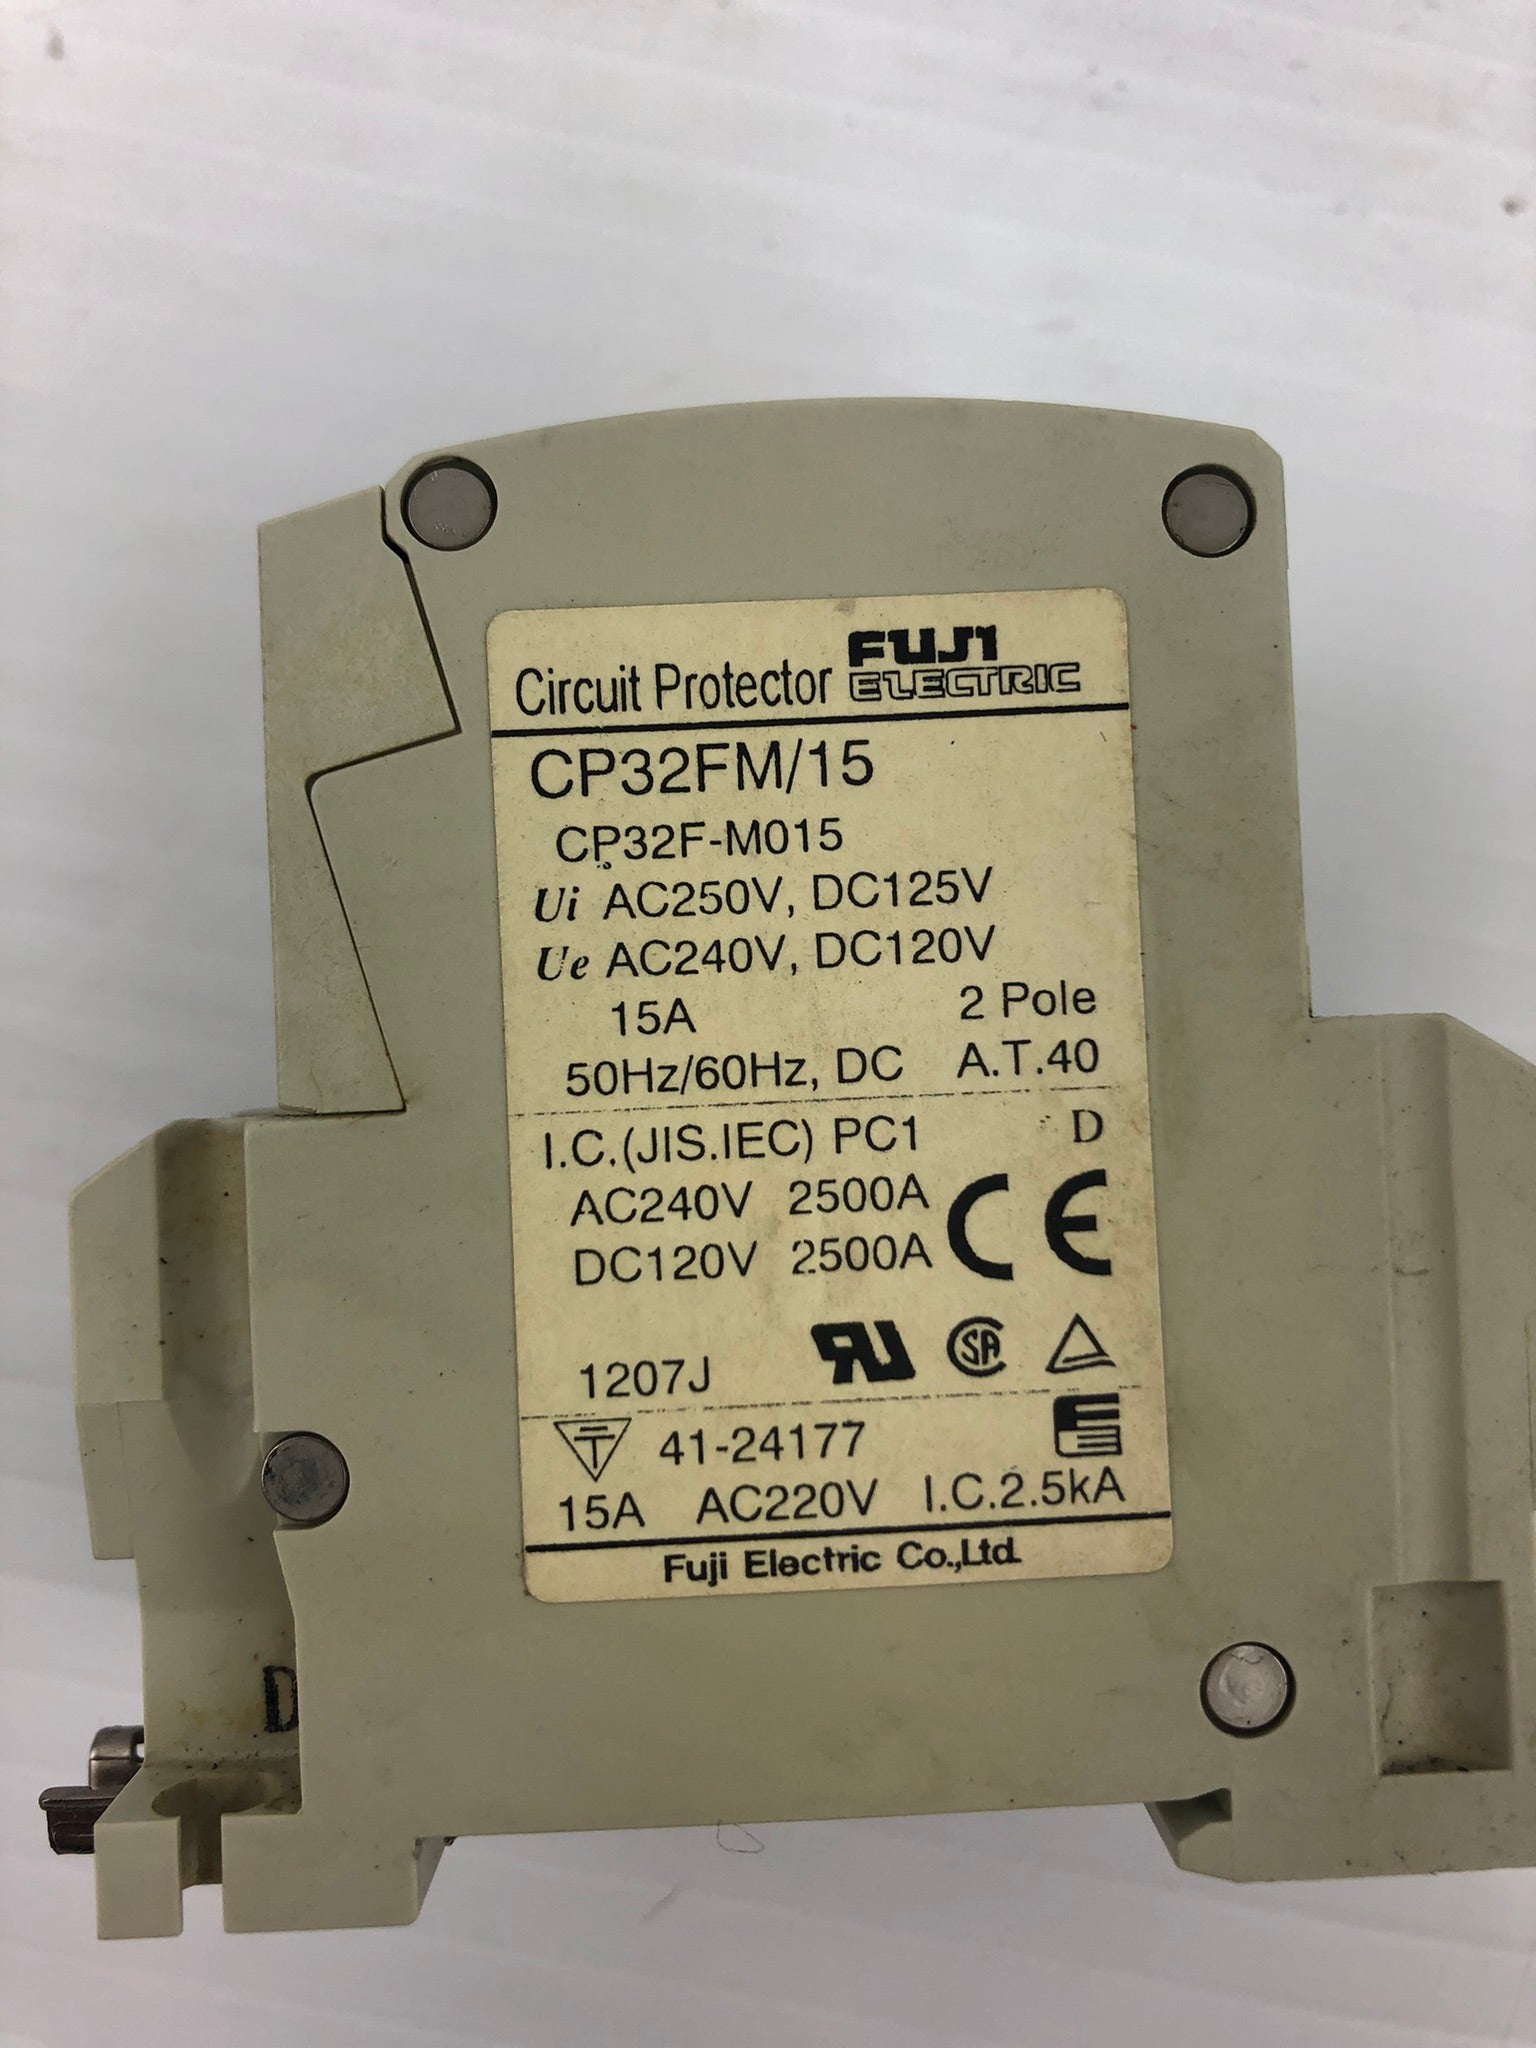 Circuit Protector FUJI ELECTRIC
CP32FM/15
CP32F-M015
Ui AC250V, DC125V
Ue AC240V, DC120V
15A 2 Pole
50Hz/60Hz, DC A.T.40
I.C.(JIS.IEC) PC1 D
AC240V 2500A CE
DC120V 2500A
1207J RU SA
T 41-24177
15A AC220V I.C.2.5kA
Fuji Electric Co.,Ltd.
D